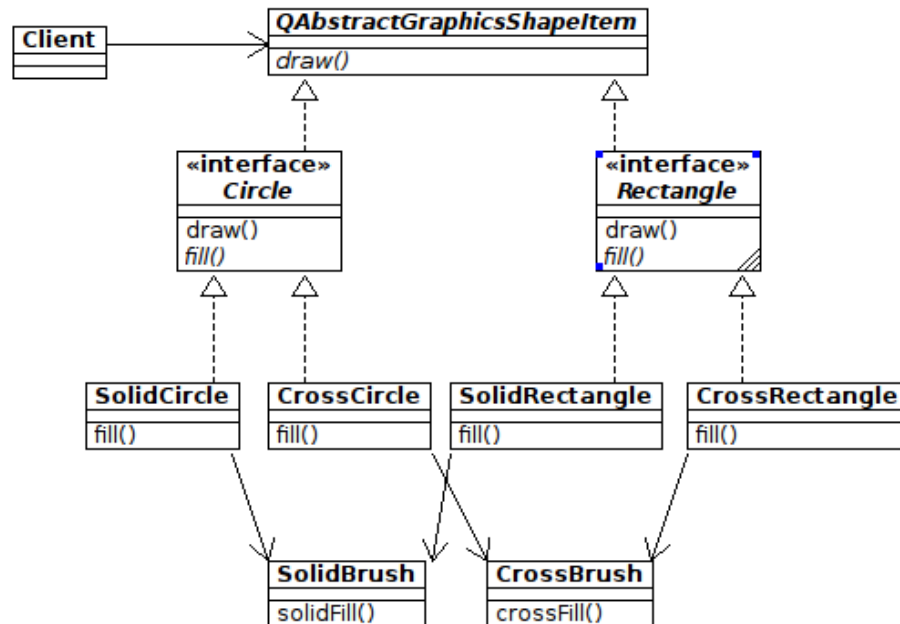 Client
QAbstractGraphicsShapeItem
draw()
«interface»
Circle
draw()
fill()
«interface»
Rectangle
draw()
fill()
SolidCircle
fill()
CrossCircle
fill()
SolidRectangle
fill()
CrossRectangle
fill()
SolidBrush
solidFill()
CrossBrush
crossFill()